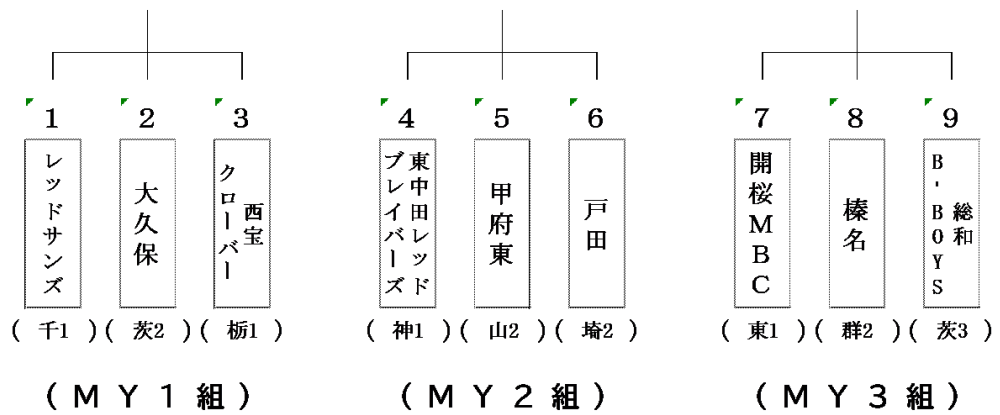 1 2 3 4 5 6 7 8 9
レッドサンズ
大久保
西宝
クローバー
東中田レッド
ブレイバーズ
甲府東
戸田
開桜MBC
榛名
総和
B'BOYS
(千1) (茨2) (栃1) (神1) (山2) (埼2) (東1) (群2) (茨3)
(MY1組) (MY2組) (MY3組)